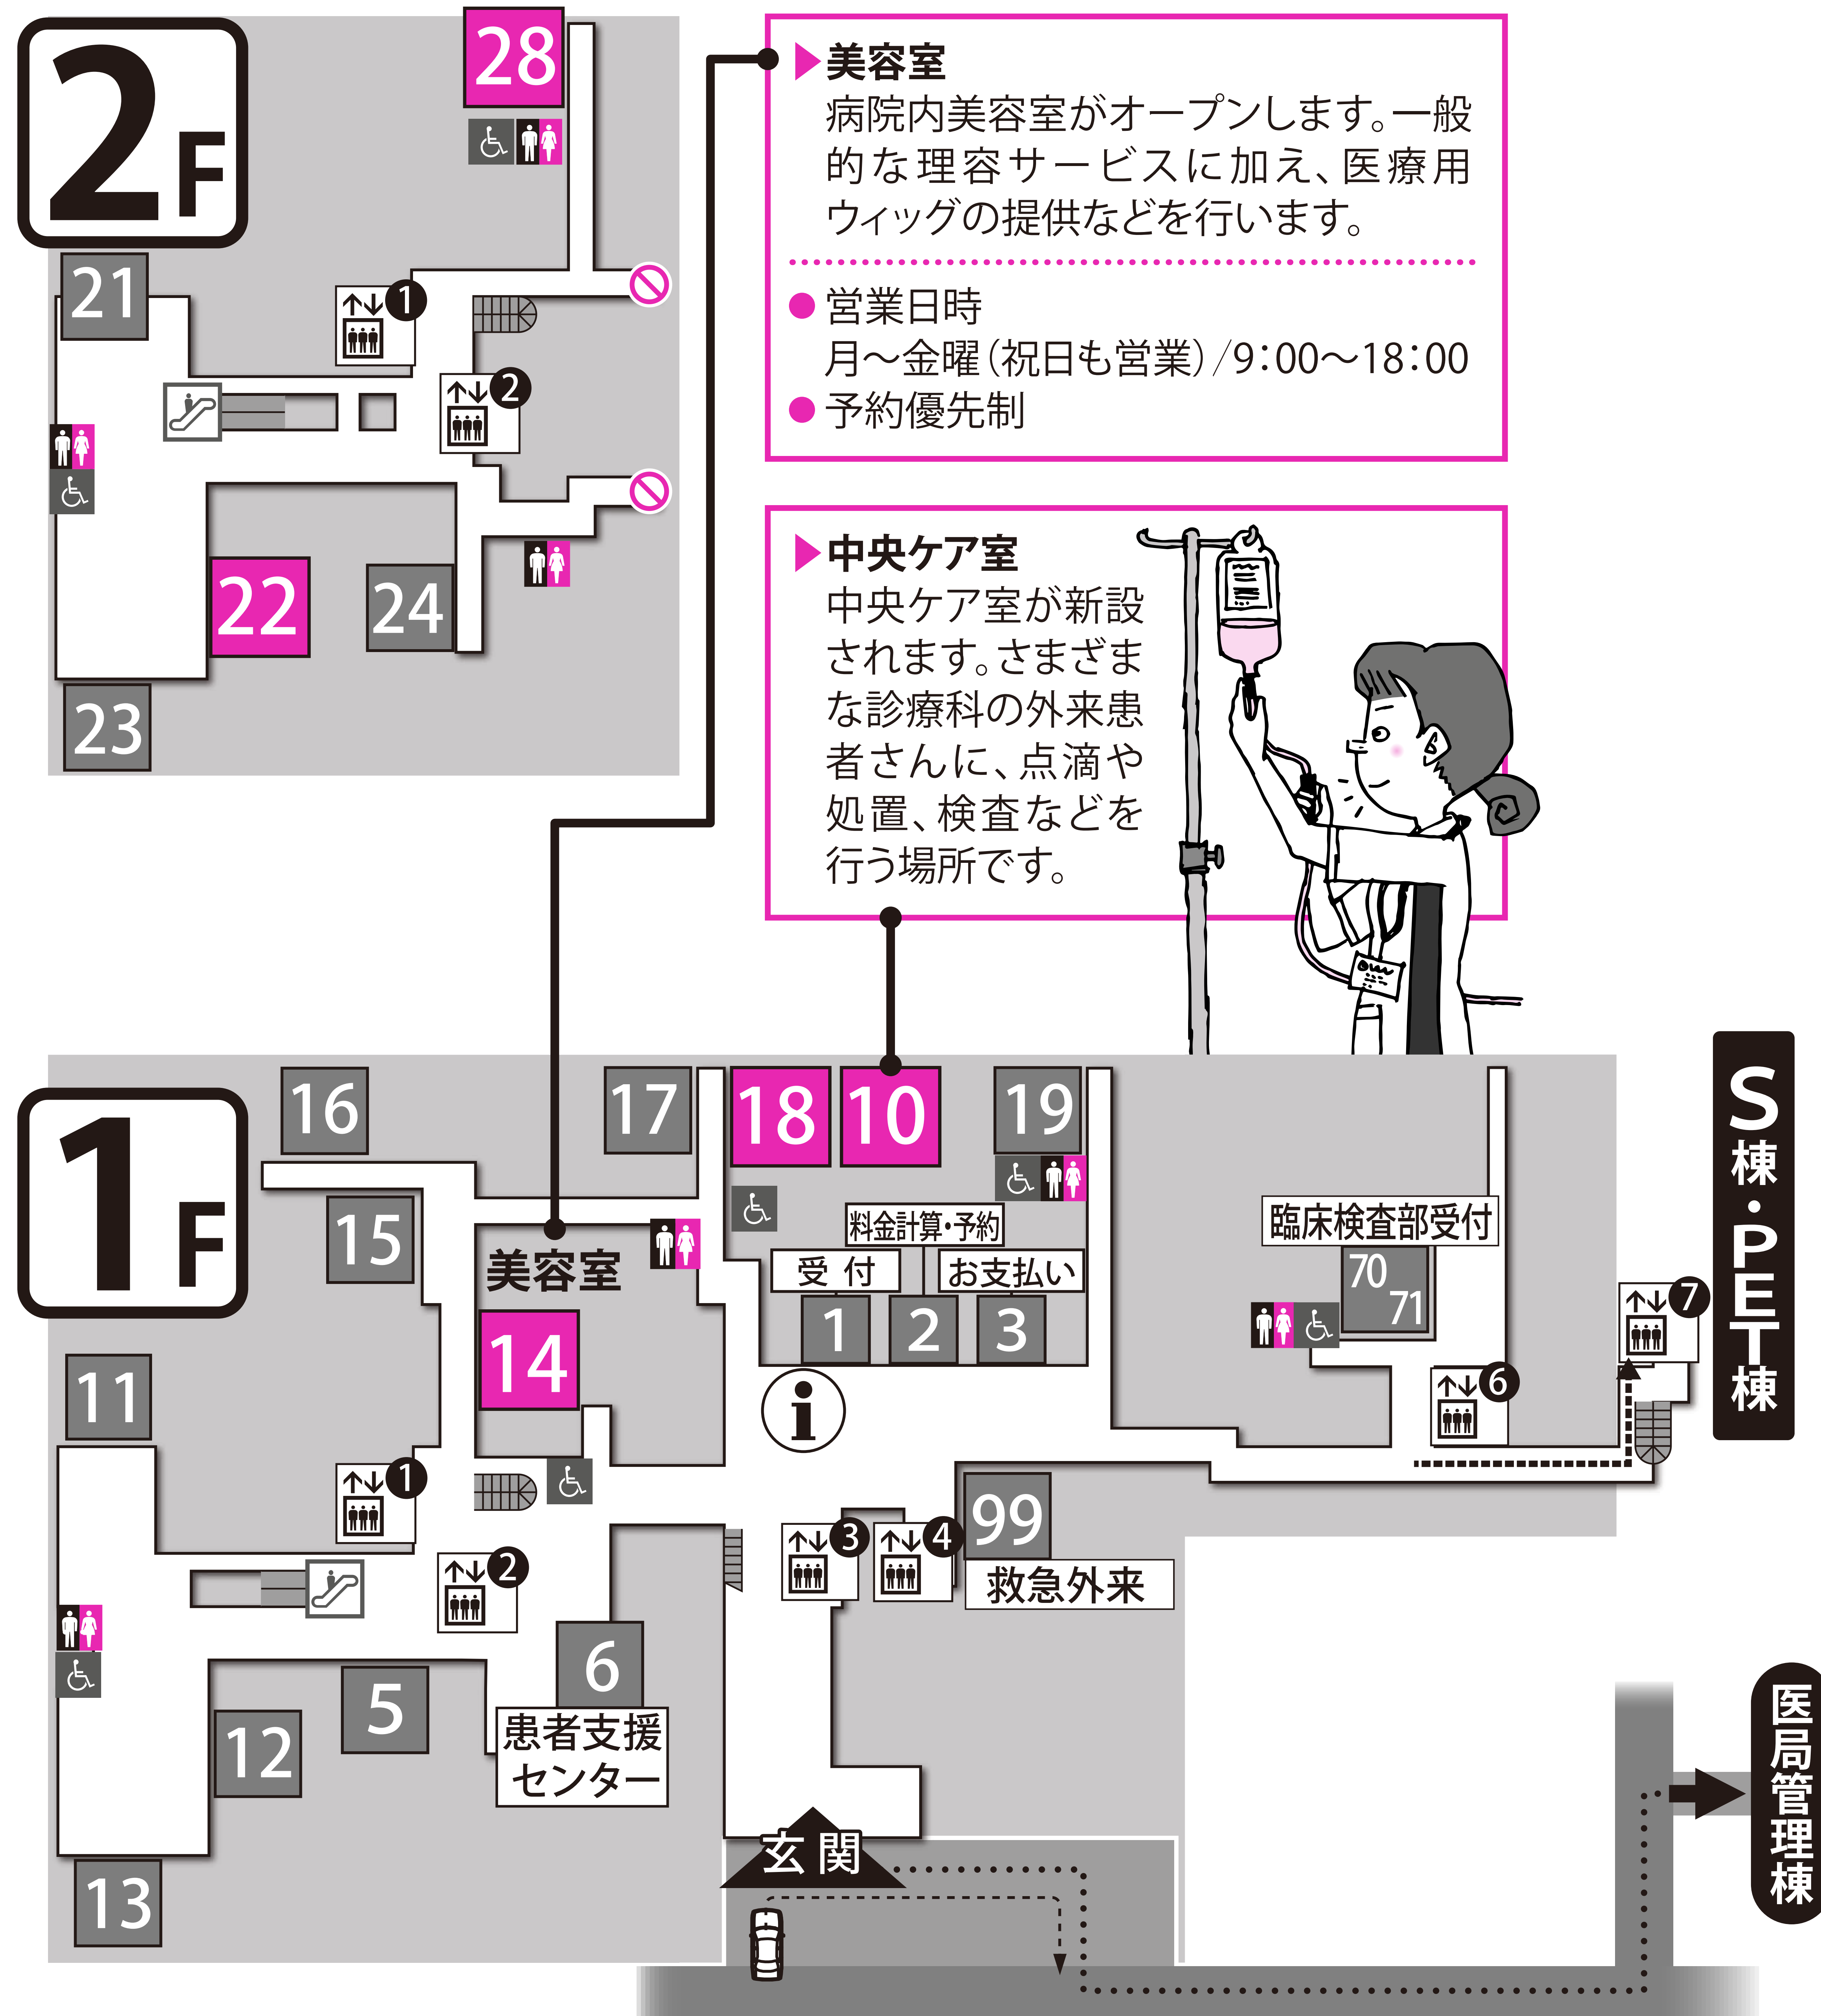 2F
28
21
1
2
22
24
23
美容室
病院内美容室がオープンします。一般
的な理容サービスに加え、医療用
ウィッグの提供などを行います。
営業日時
月〜金曜(祝日も営業)/9:00〜18:00
予約優先制
中央ケア室
中央ケア室が新設
されます。さまざま
な診療科の外来患
者さんに、点滴や
処置、検査などを
行う場所です。
1F
16
17
18
10
19
15
美容室
14
料金計算・予約
受付
お支払い
1
2
3
臨床検査部受付
70
71
7
6
S棟・PET棟
11
1
i
2
3
4
99
救急外来
6
患者支援
センター
5
12
13
玄関
医局管理棟